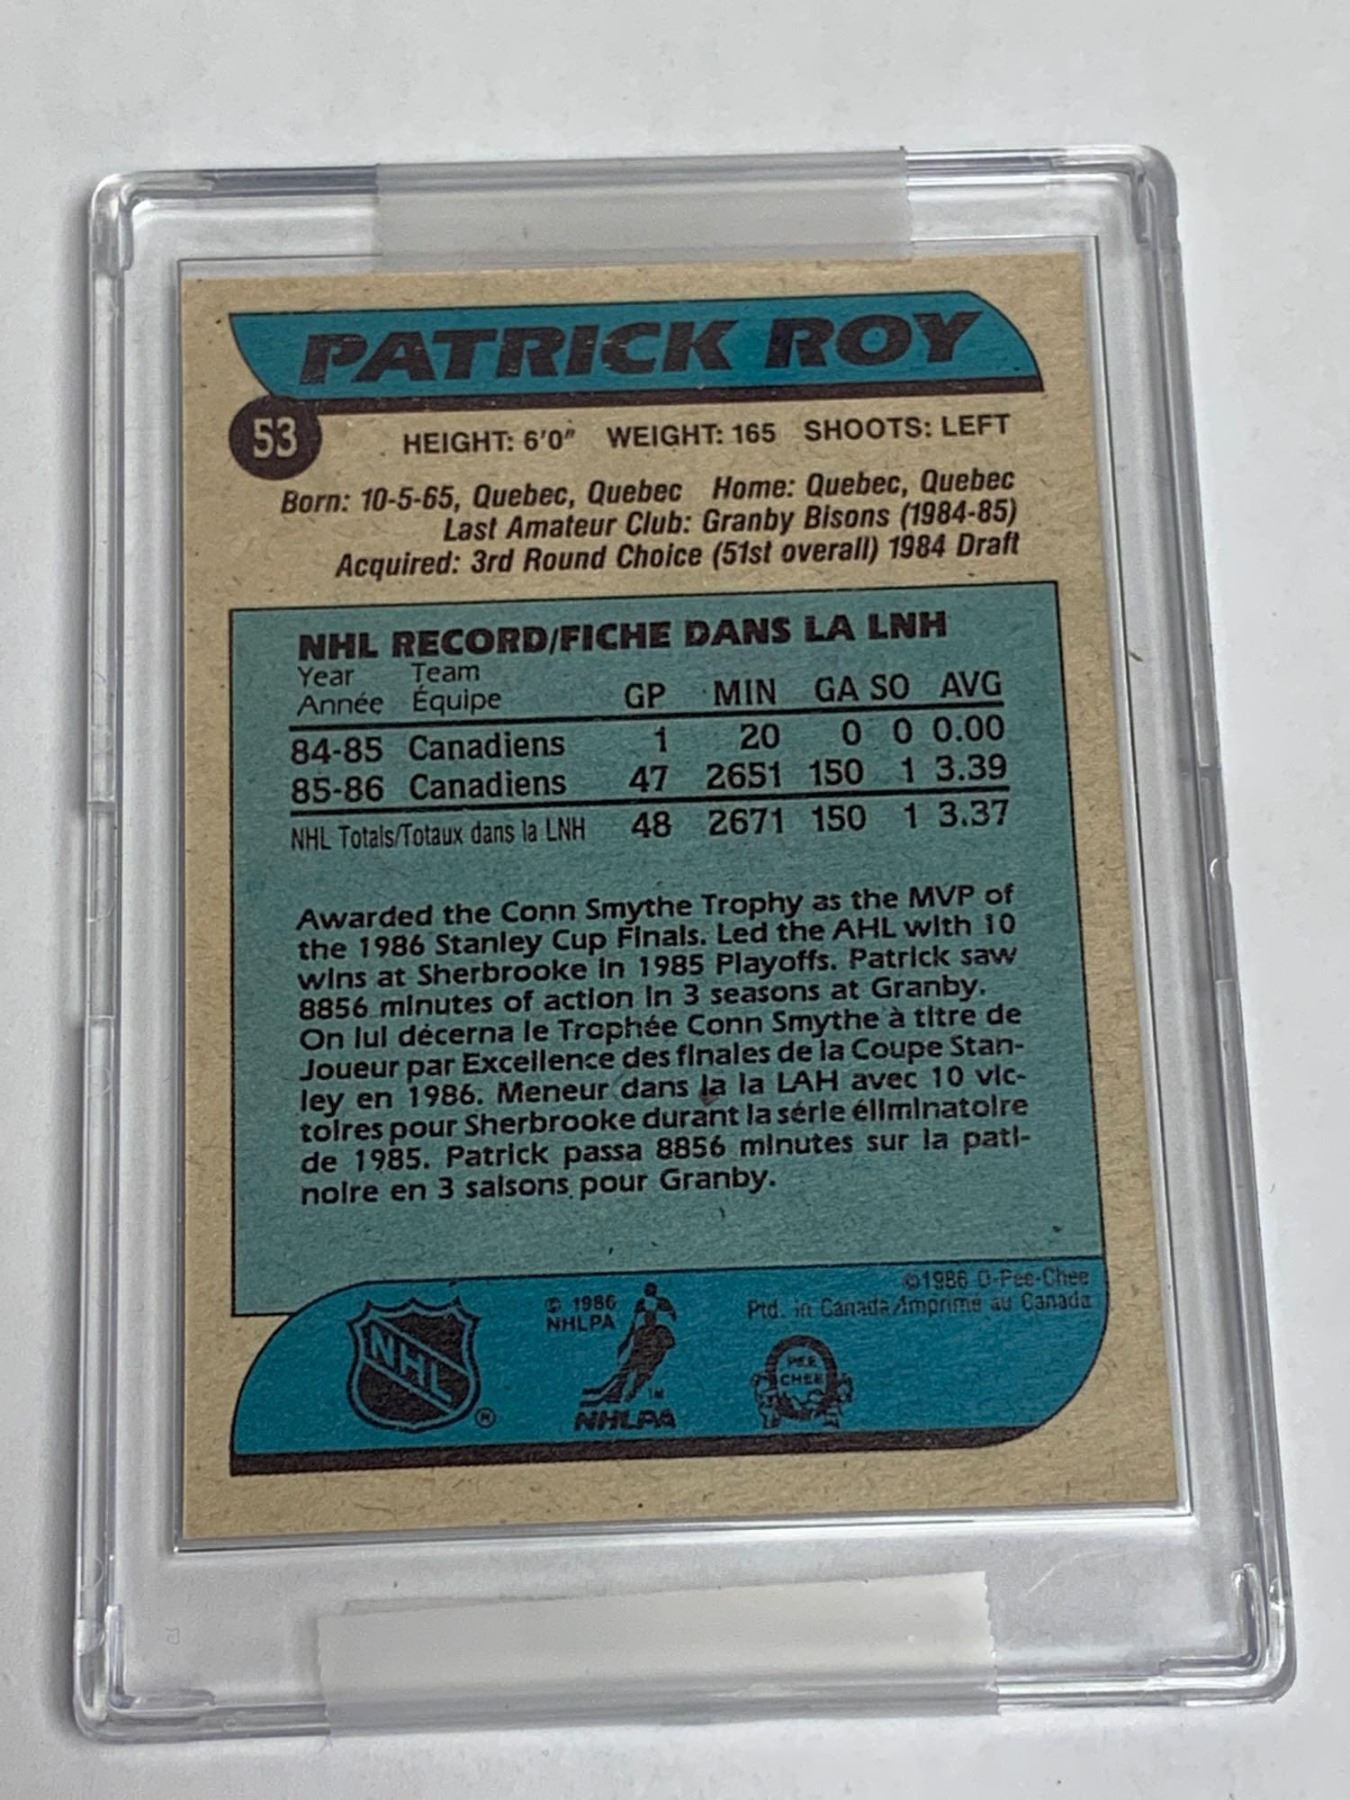 PATRICK ROY
53
HEIGHT: 6'0" WEIGHT: 165 SHOOTS: LEFT
Born: 10-5-65, Quebec, Quebec Home: Quebec, Quebec
Last Amateur Club: Granby Bisons (1984-85)
Acquired: 3rd Round Choice (51st overall) 1984 Draft
NHL RECORD/FICHE DANS LA LNH
Year Team
Année Équipe GP MIN GA SO AVG
84-85 Canadiens 1 20 0 0 0.00
85-86 Canadiens 47 2651 150 1 3.39
NHL Totals/Totaux dans la LNH 48 2671 150 1 3.37
Awarded the Conn Smythe Trophy as the MVP of
the 1986 Stanley Cup Finals. Led the AHL with 10
wins at Sherbrooke in 1985 Playoffs. Patrick saw
8856 minutes of action in 3 seasons at Granby.
On lui décerna le Trophée Conn Smythe à titre de
Joueur par Excellence des finales de la Coupe Stan-
ley en 1986. Meneur dans la la LAH avec 10 vic-
toires pour Sherbrooke durant la série éliminatoire
de 1985. Patrick passa 8856 minutes sur la pati-
noire en 3 saisons pour Granby.
©1986 O-Pee-Chee
Ptd. in Canada/Imprimé au Canada
© 1986
NHLPA
NHL
®
TM
NHLPA
PEE
CHEE